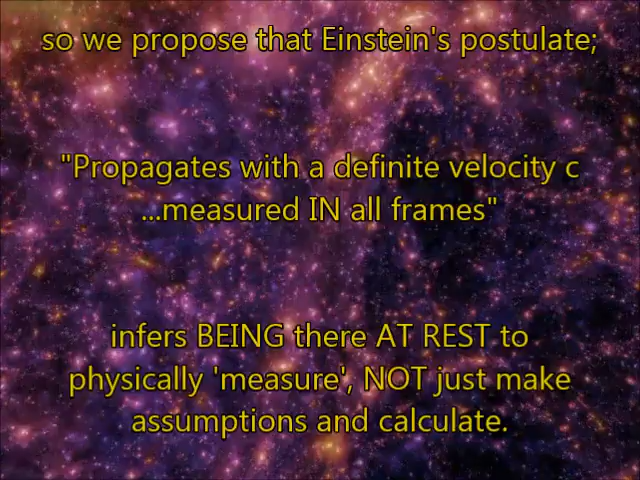 so we propose that Einstein's postulate;
"Propagates with a definite velocity c
...measured IN all frames"
infers BEING there AT REST to
physically 'measure', NOT just make
assumptions and calculate.